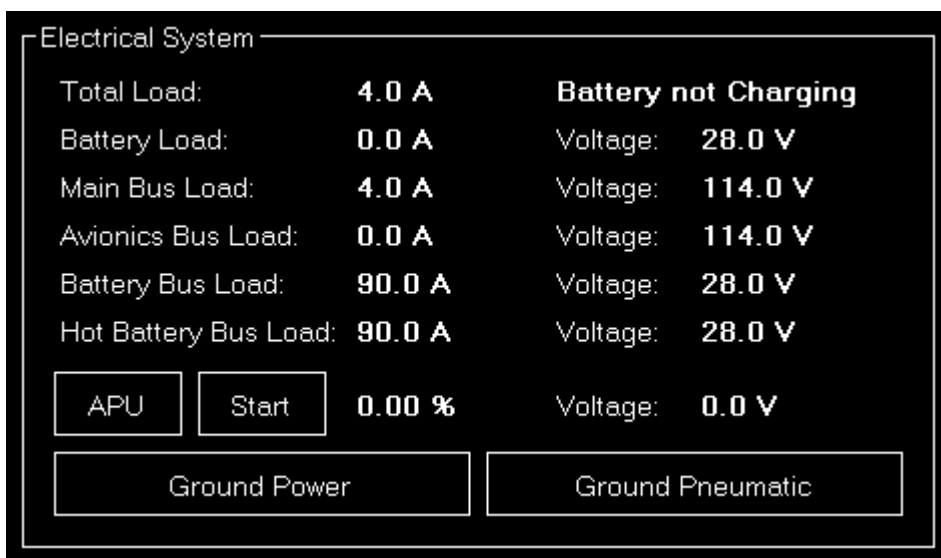 Electrical System
Total Load: 4.0 A Battery not Charging
Battery Load: 0.0 A Voltage: 28.0 V
Main Bus Load: 4.0 A Voltage: 114.0 V
Avionics Bus Load: 0.0 A Voltage: 114.0 V
Battery Bus Load: 90.0 A Voltage: 28.0 V
Hot Battery Bus Load: 90.0 A Voltage: 28.0 V
APU Start 0.00 % Voltage: 0.0 V
Ground Power Ground Pneumatic